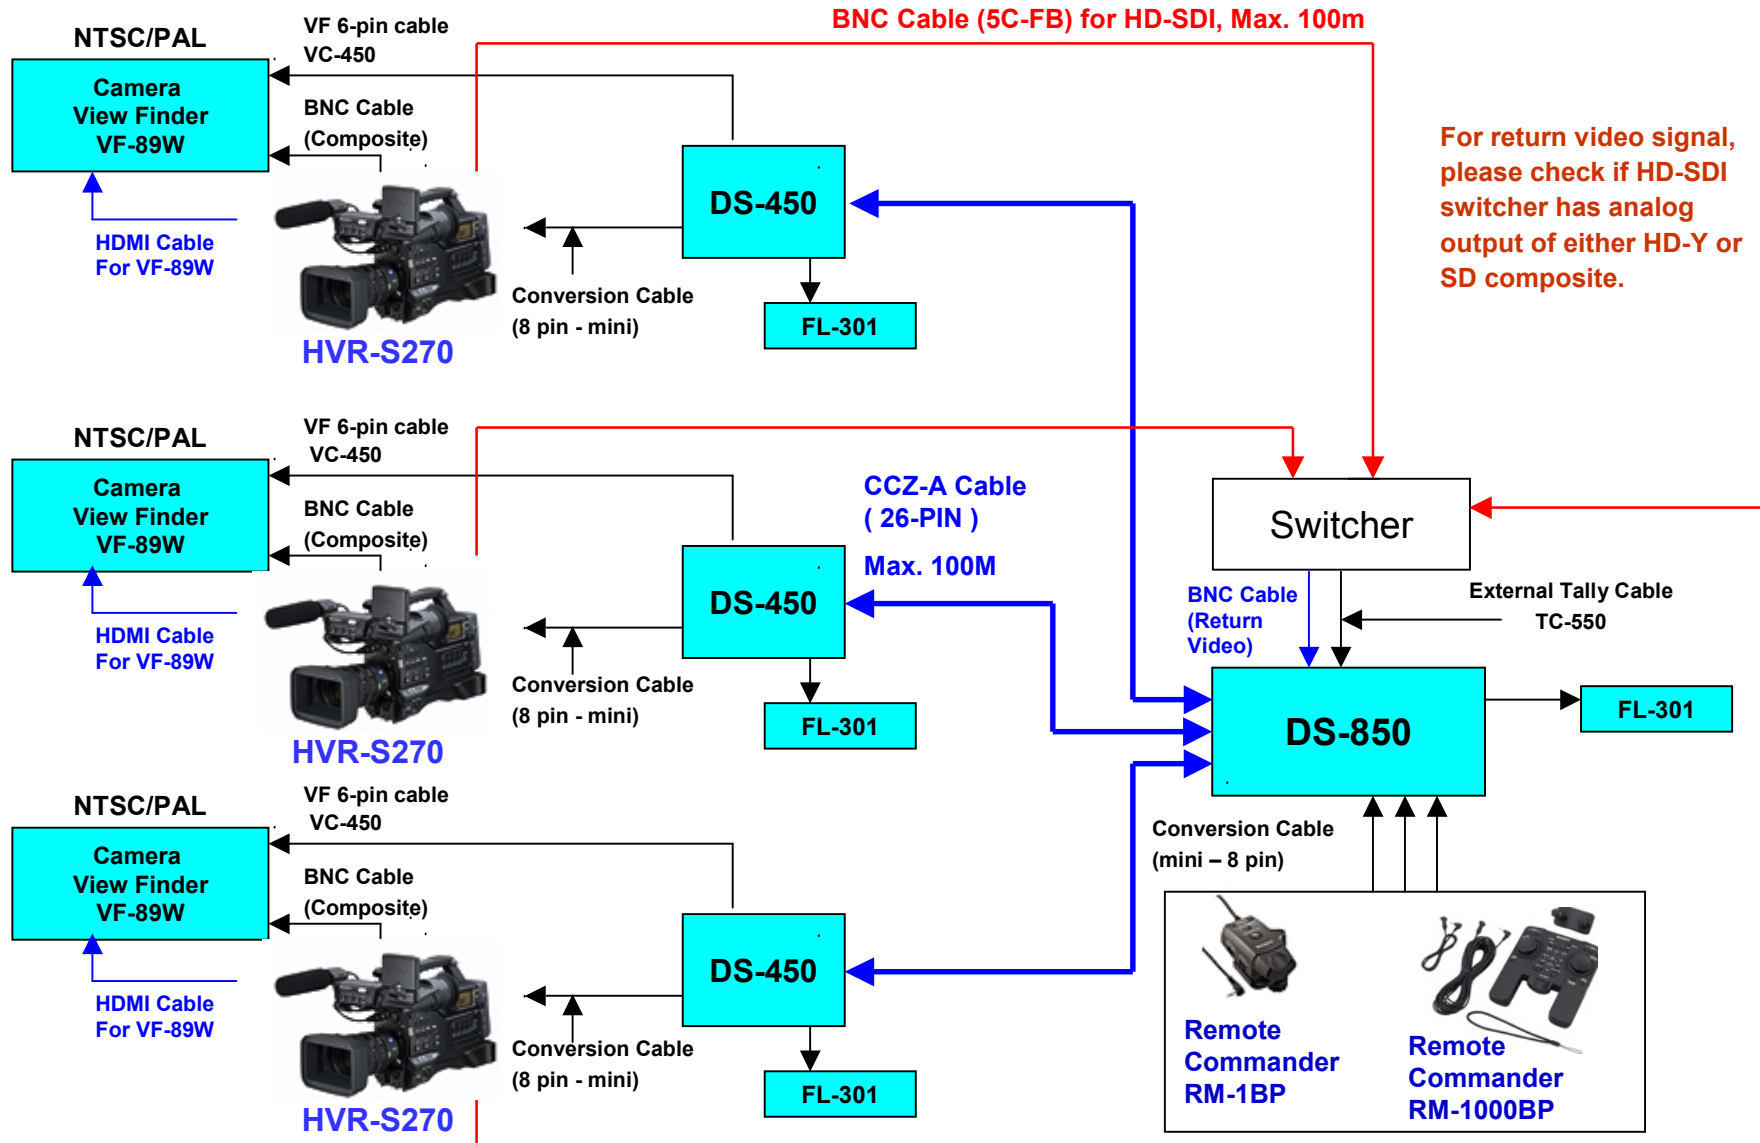 BNC Cable (5C-FB) for HD-SDI, Max. 100m
NTSC/PAL
VF 6-pin cable
VC-450
Camera
View Finder
VF-89W
BNC Cable
(Composite)
HDMI Cable
For VF-89W
HVR-S270
Conversion Cable
(8 pin - mini)
DS-450
FL-301
For return video signal,
please check if HD-SDI
switcher has analog
output of either HD-Y or
SD composite.
NTSC/PAL
VF 6-pin cable
VC-450
Camera
View Finder
VF-89W
BNC Cable
(Composite)
HDMI Cable
For VF-89W
HVR-S270
Conversion Cable
(8 pin - mini)
DS-450
FL-301
CCZ-A Cable
( 26-PIN )
Max. 100M
Switcher
BNC Cable
(Return
Video)
External Tally Cable
TC-550
DS-850
FL-301
NTSC/PAL
VF 6-pin cable
VC-450
Camera
View Finder
VF-89W
BNC Cable
(Composite)
HDMI Cable
For VF-89W
HVR-S270
Conversion Cable
(8 pin - mini)
DS-450
FL-301
Conversion Cable
(mini – 8 pin)
Remote
Commander
RM-1BP
Remote
Commander
RM-1000BP